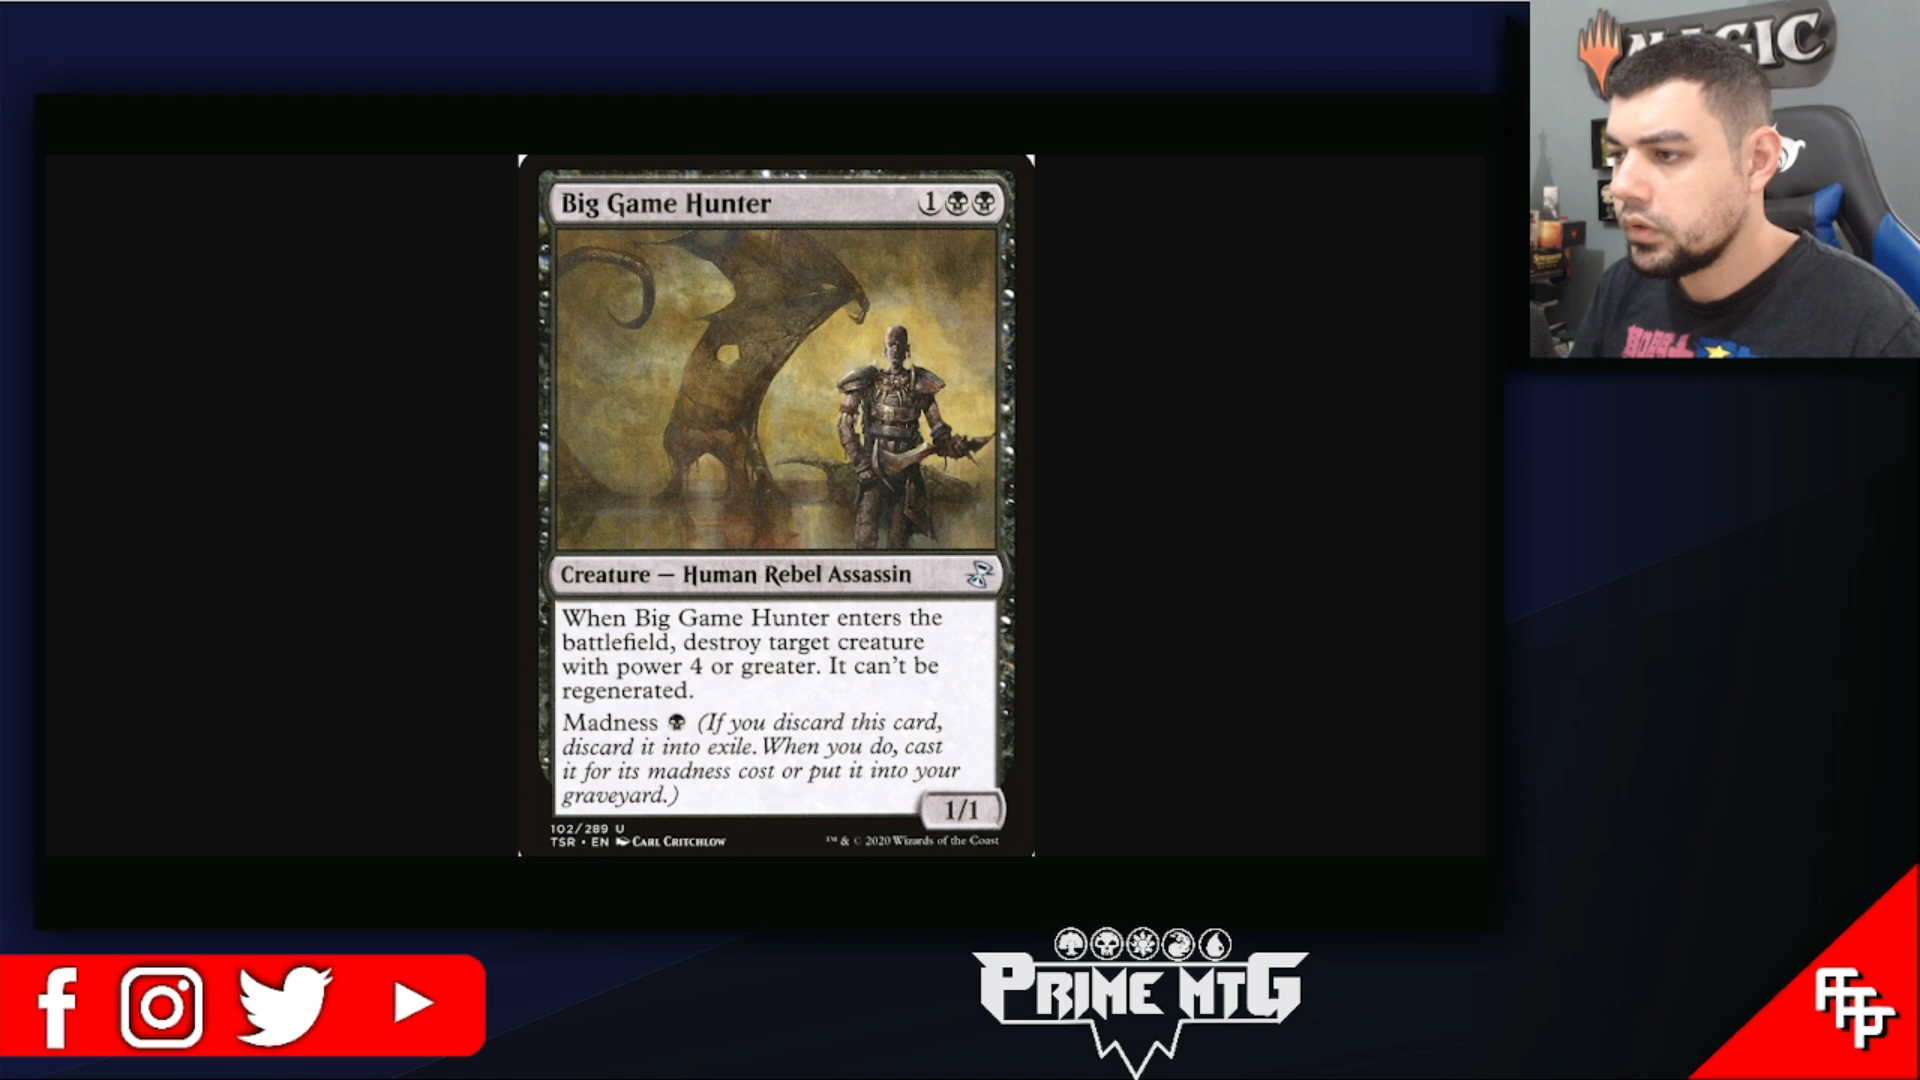 MAGIC
Big Game Hunter 1
Creature — Human Rebel Assassin
When Big Game Hunter enters the
battlefield, destroy target creature
with power 4 or greater. It can't be
regenerated.
Madness (If you discard this card,
discard it into exile. When you do, cast
it for its madness cost or put it into your
graveyard.)
1/1
102/289 U
TSR • EN CARL CRITCHLOW
™ & © 2020 Wizards of the Coast
PRIME MTG